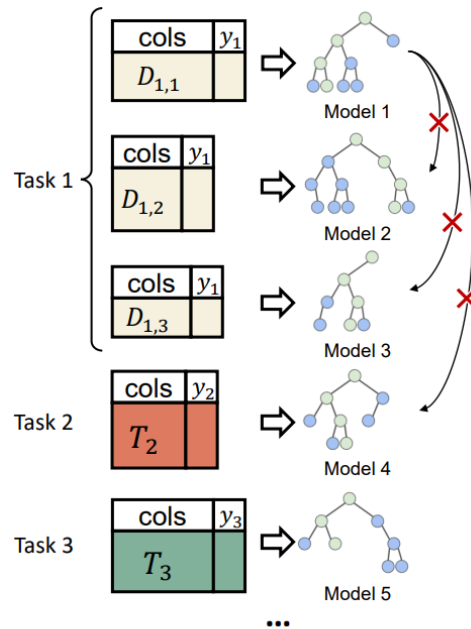 cols y₁
D₁,₁
Model 1
Task 1
cols y₁
D₁,₂
Model 2
cols y₁
D₁,₃
Model 3
Task 2
cols y₂
T₂
Model 4
Task 3
cols y₃
T₃
Model 5
...